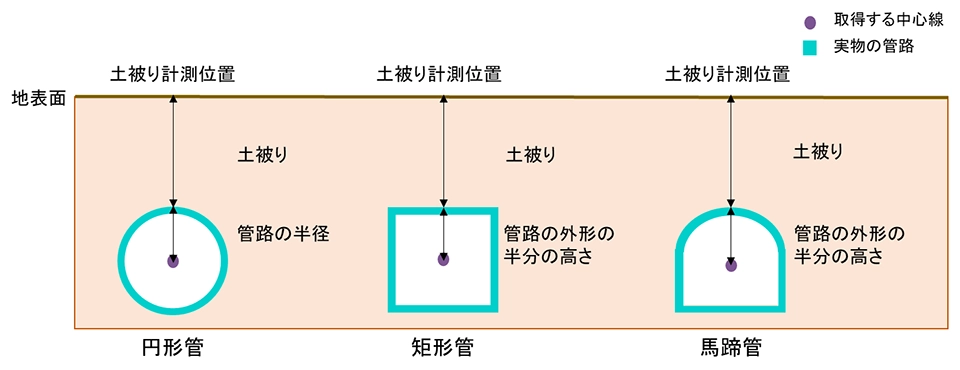 取得する中心線
実物の管路
土被り計測位置
土被り計測位置
土被り計測位置
地表面
土被り
土被り
土被り
管路の半径
管路の外形の
半分の高さ
管路の外形の
半分の高さ
円形管
矩形管
馬蹄管